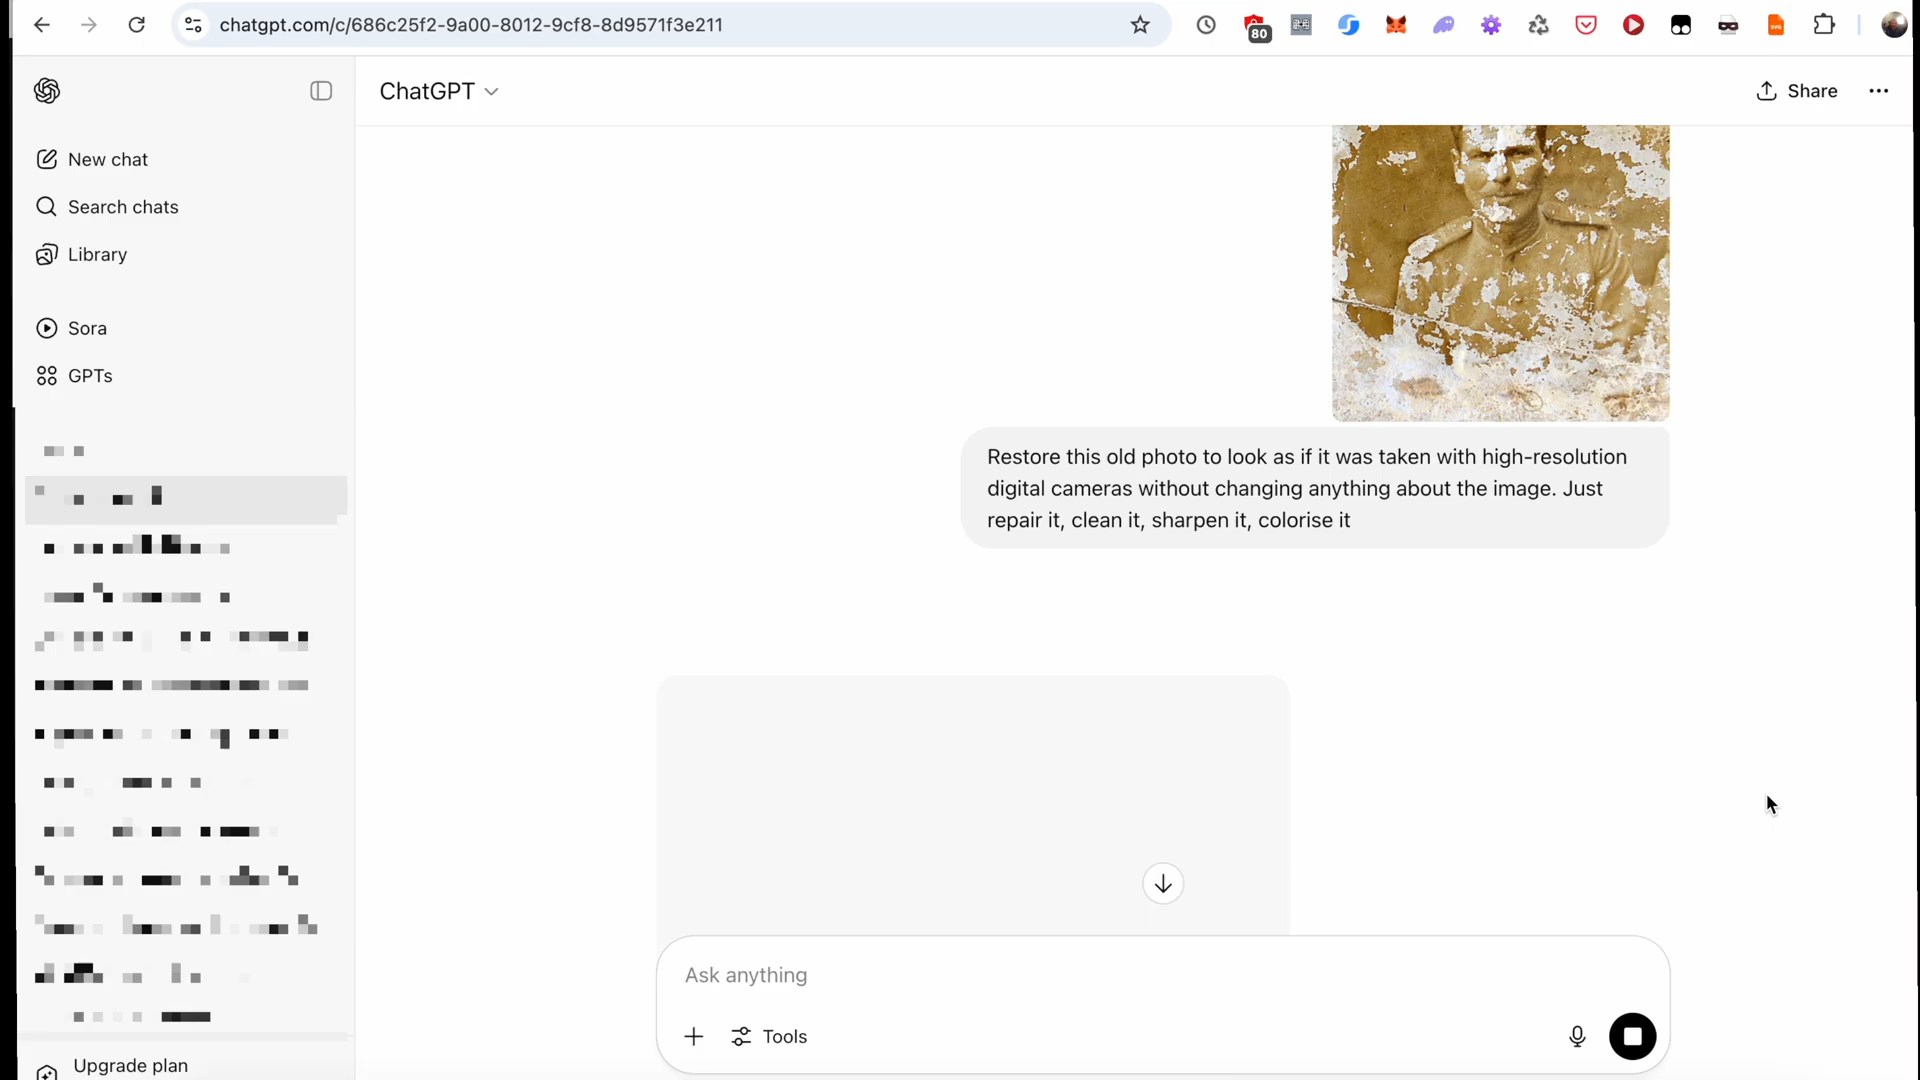 chatgpt.com/c/686c25f2-9a00-8012-9cf8-8d9571f3e211
80
ChatGPT
Share
New chat
Search chats
Library
Sora
GPTs
Restore this old photo to look as if it was taken with high-resolution
digital cameras without changing anything about the image. Just
repair it, clean it, sharpen it, colorise it
Ask anything
Tools
Upgrade plan